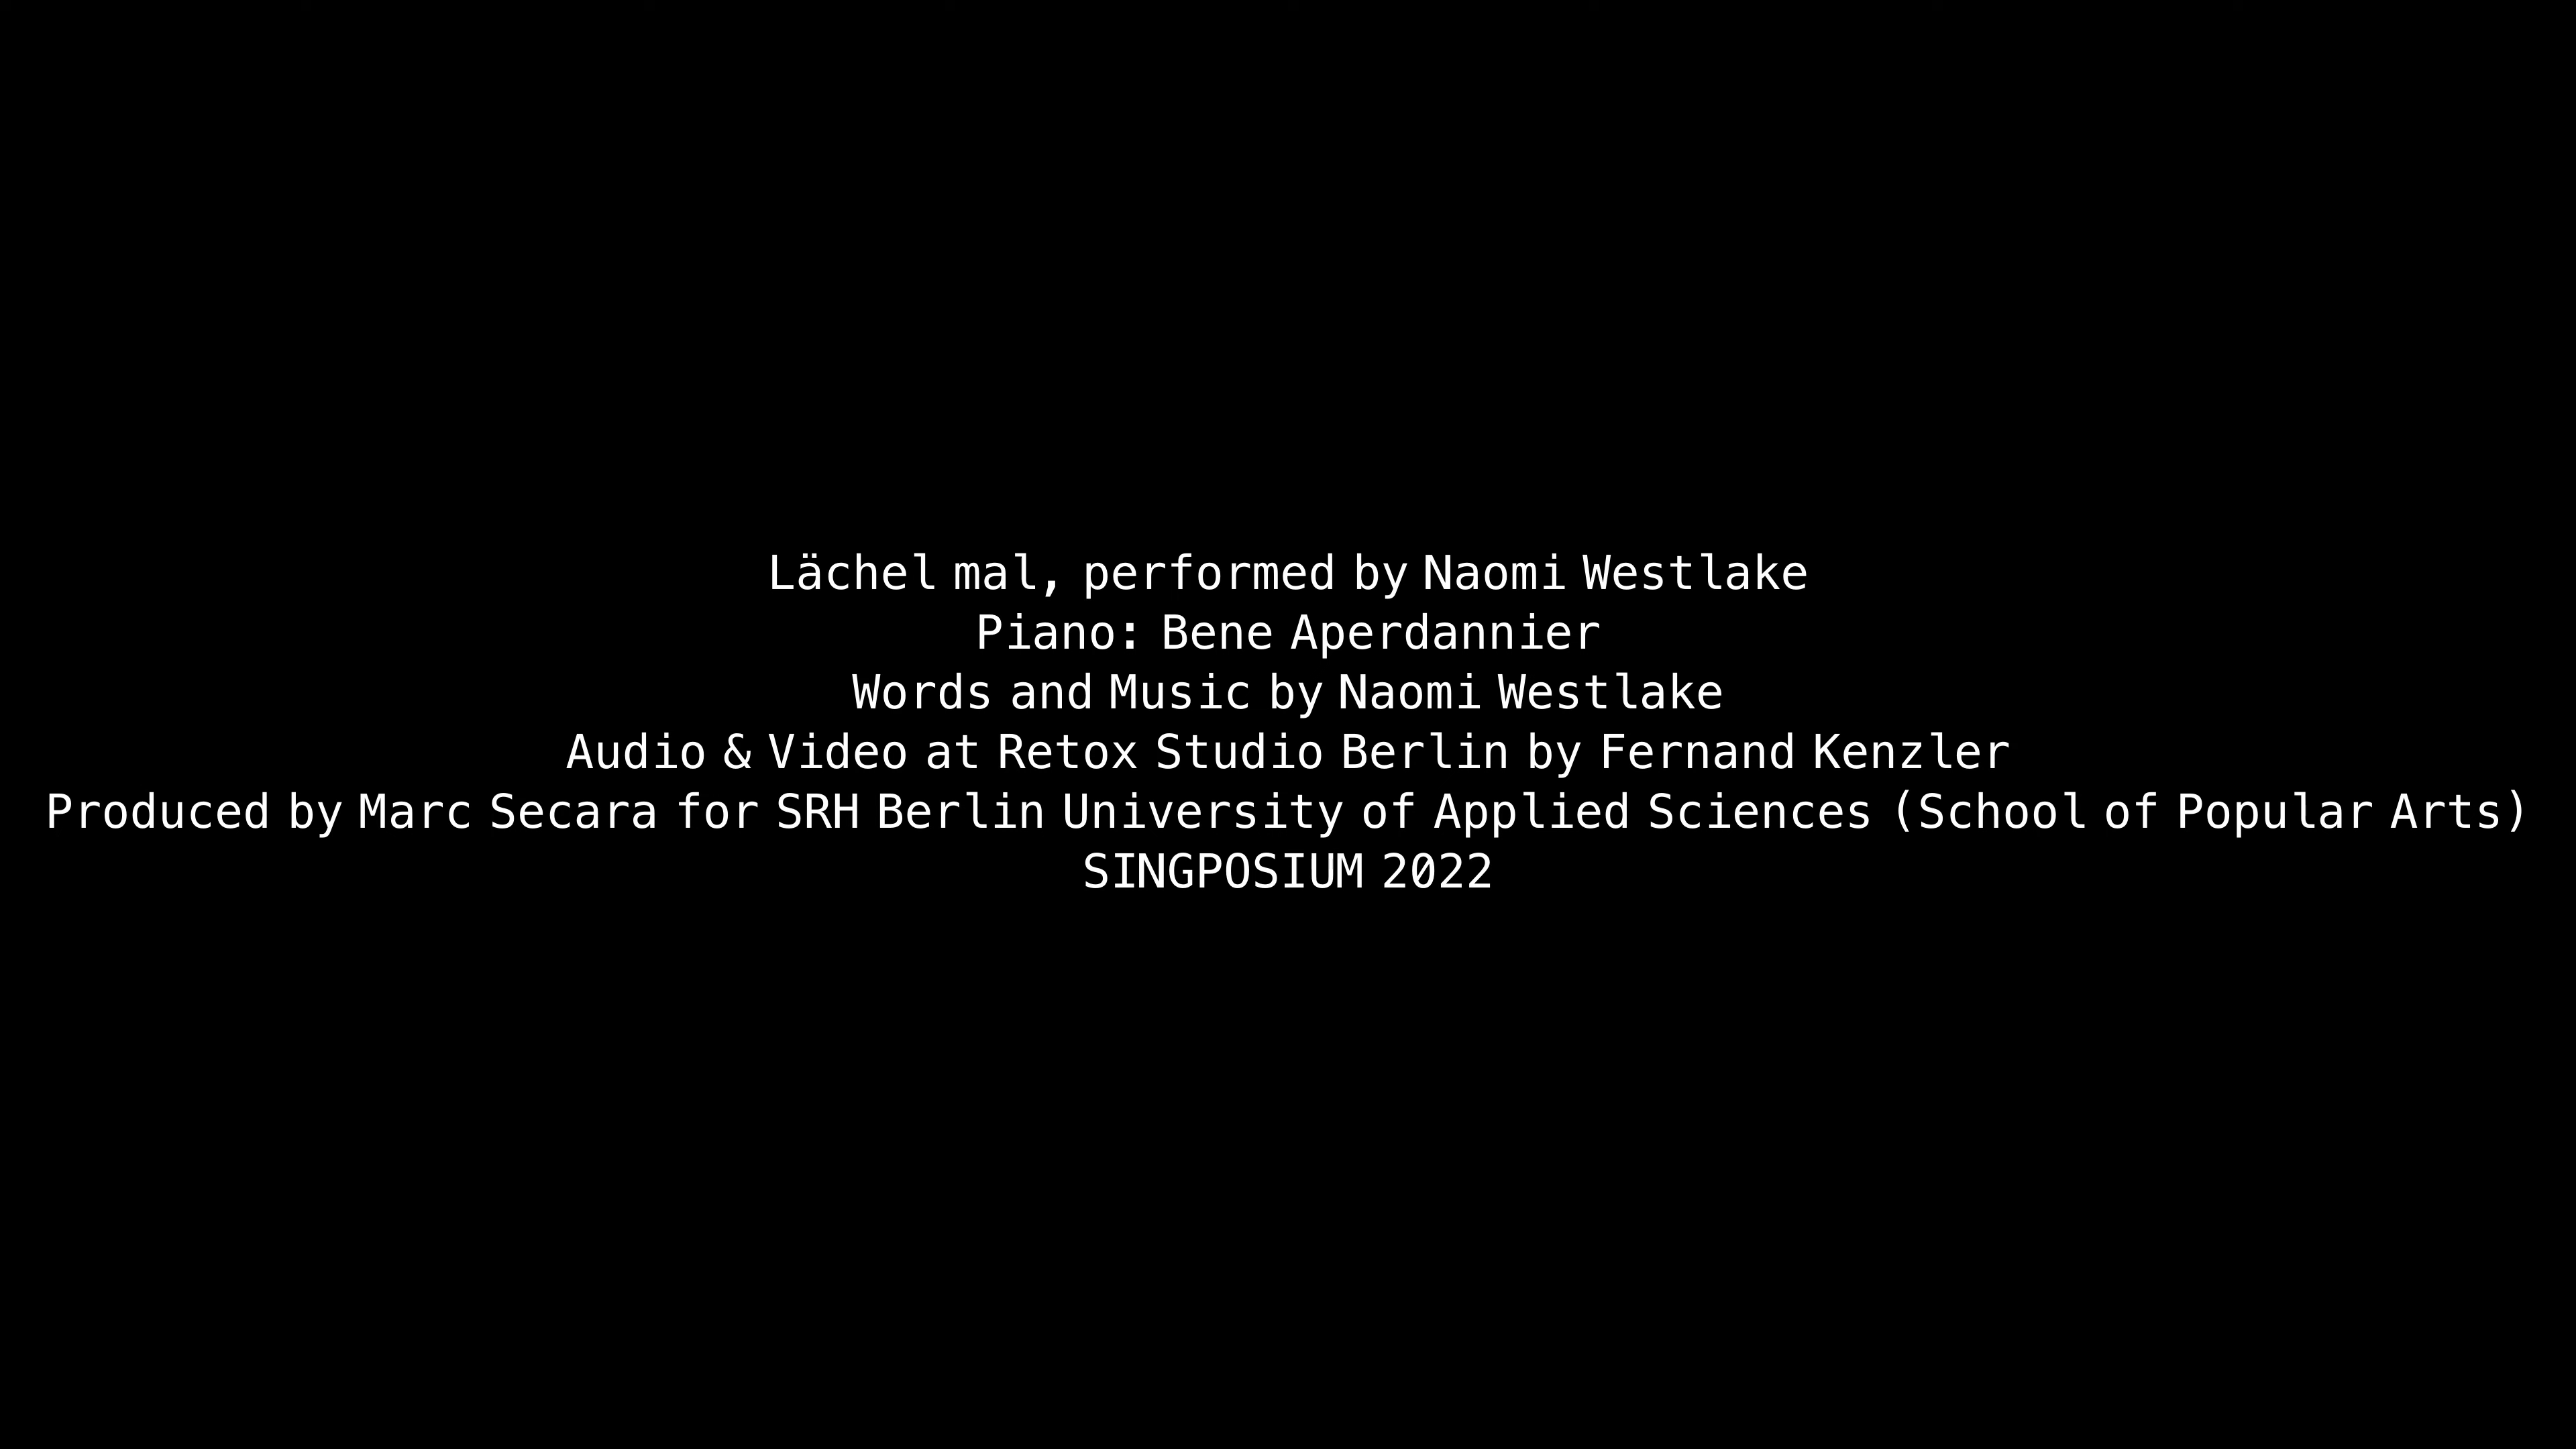 Lächel mal, performed by Naomi Westlake
Piano: Bene Aperdannier
Words and Music by Naomi Westlake
Audio & Video at Retox Studio Berlin by Fernand Kenzler
Produced by Marc Secara for SRH Berlin University of Applied Sciences (School of Popular Arts)
SINGPOSIUM 2022